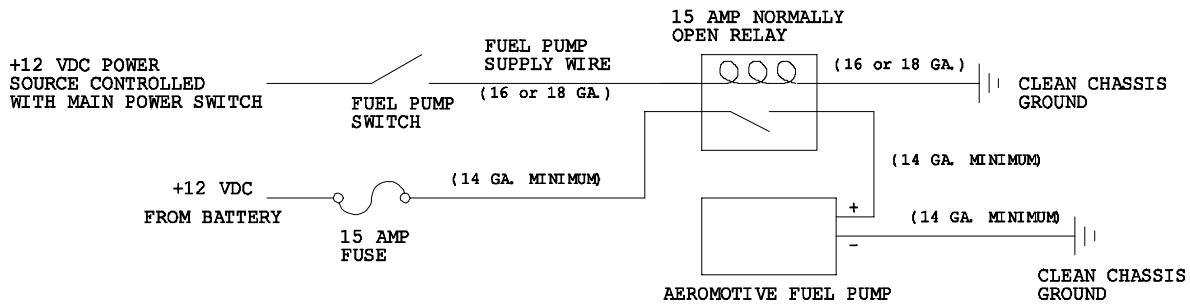 15 AMP NORMALLY
OPEN RELAY
+12 VDC POWER
SOURCE CONTROLLED
WITH MAIN POWER SWITCH
FUEL PUMP
SWITCH
FUEL PUMP
SUPPLY WIRE
(16 or 18 GA.)
(16 or 18 GA.)
CLEAN CHASSIS
GROUND
+12 VDC
FROM BATTERY
15 AMP
FUSE
(14 GA. MINIMUM)
(14 GA. MINIMUM)
+
-
(14 GA. MINIMUM)
AEROMOTIVE FUEL PUMP
CLEAN CHASSIS
GROUND